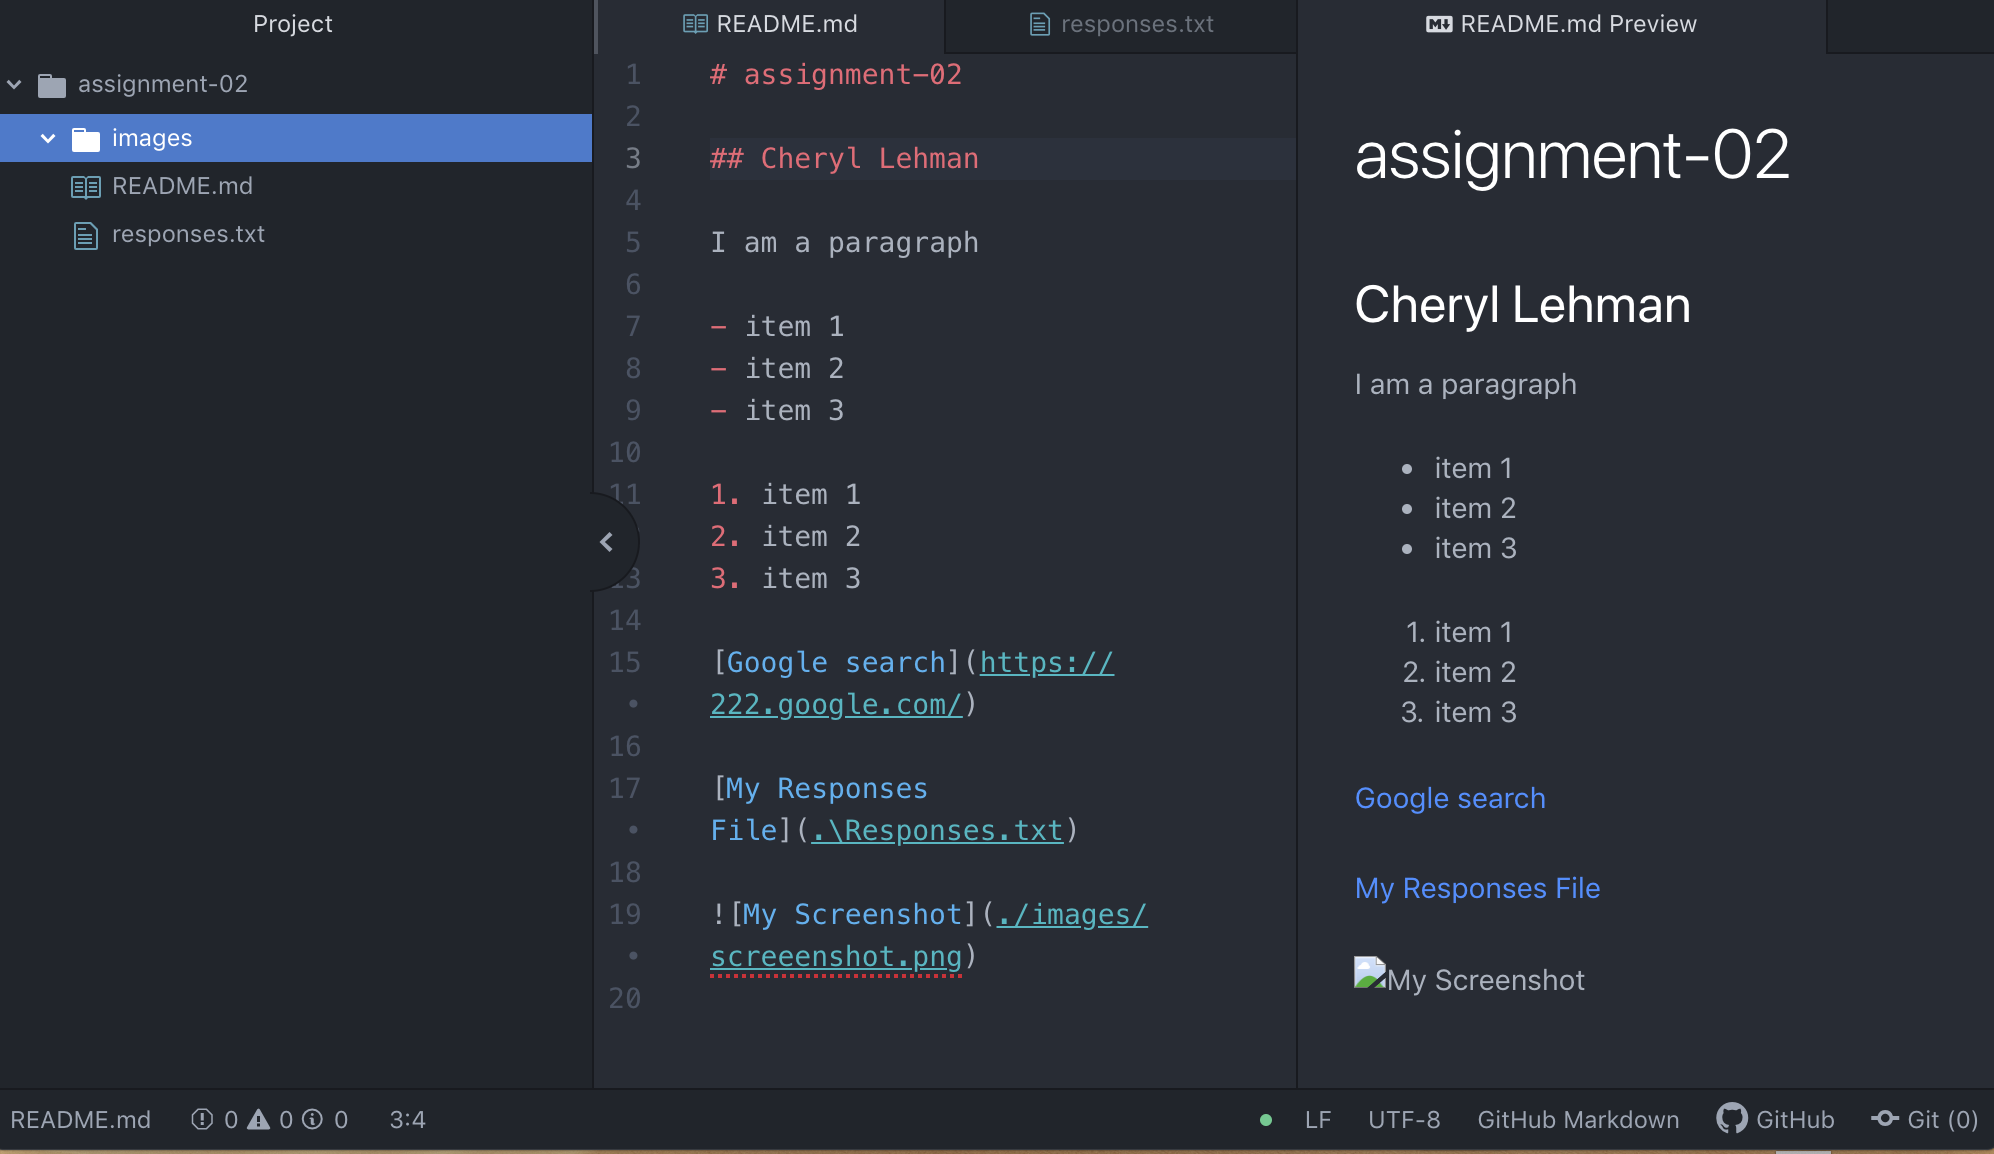 Project
assignment-02
images
README.md
responses.txt
README.md
responses.txt
README.md Preview
1 # assignment-02
2
3 ## Cheryl Lehman
4
5 I am a paragraph
6
7 - item 1
8 - item 2
9 - item 3
10
11 1. item 1
2. item 2
13 3. item 3
14
15 [Google search](https://
• 222.google.com/)
16
17 [My Responses
• File](.\Responses.txt)
18
19 ![My Screenshot](./images/
• screeenshot.png)
20
assignment-02
Cheryl Lehman
I am a paragraph
• item 1
• item 2
• item 3
1. item 1
2. item 2
3. item 3
Google search
My Responses File
My Screenshot
README.md 0 0 0 3:4 LF UTF-8 GitHub Markdown GitHub Git (0)